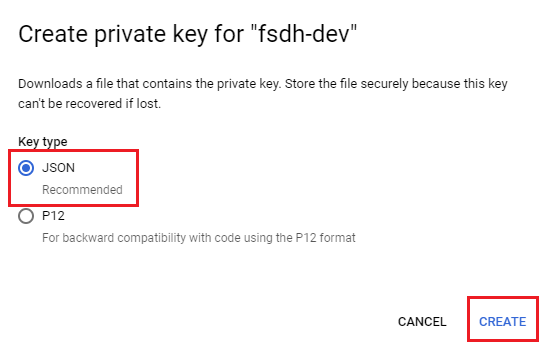 Create private key for "fsdh-dev"
Downloads a file that contains the private key. Store the file securely because this key
can't be recovered if lost.
Key type
JSON
Recommended
P12
For backward compatibility with code using the P12 format
CANCEL CREATE